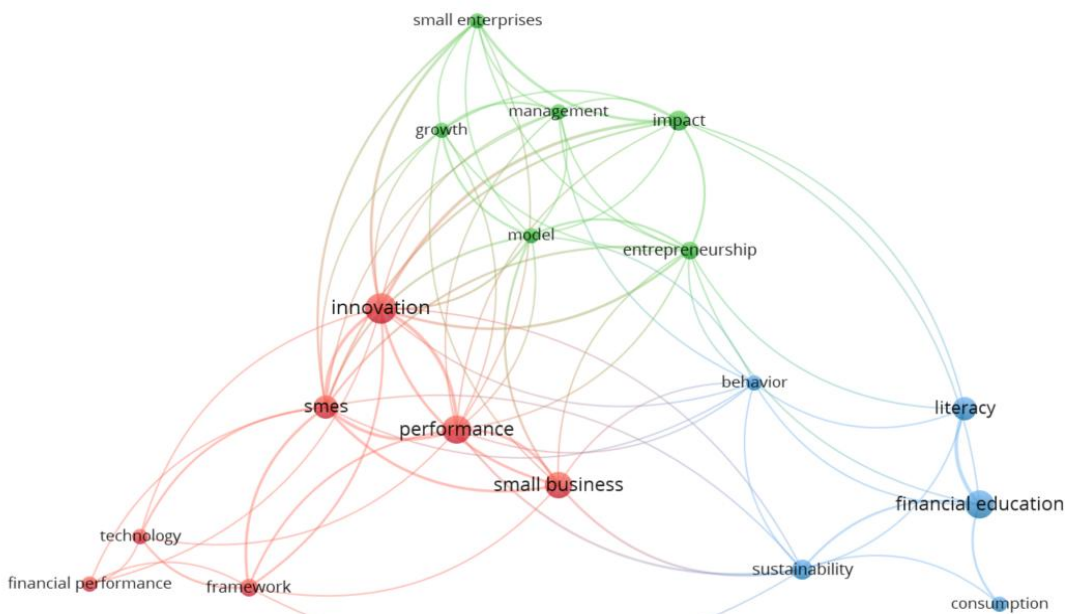 small enterprises
management
impact
growth
model
entrepreneurship
innovation
behavior
smes
literacy
performance
small business
financial education
technology
sustainability
financial performance
framework
consumption